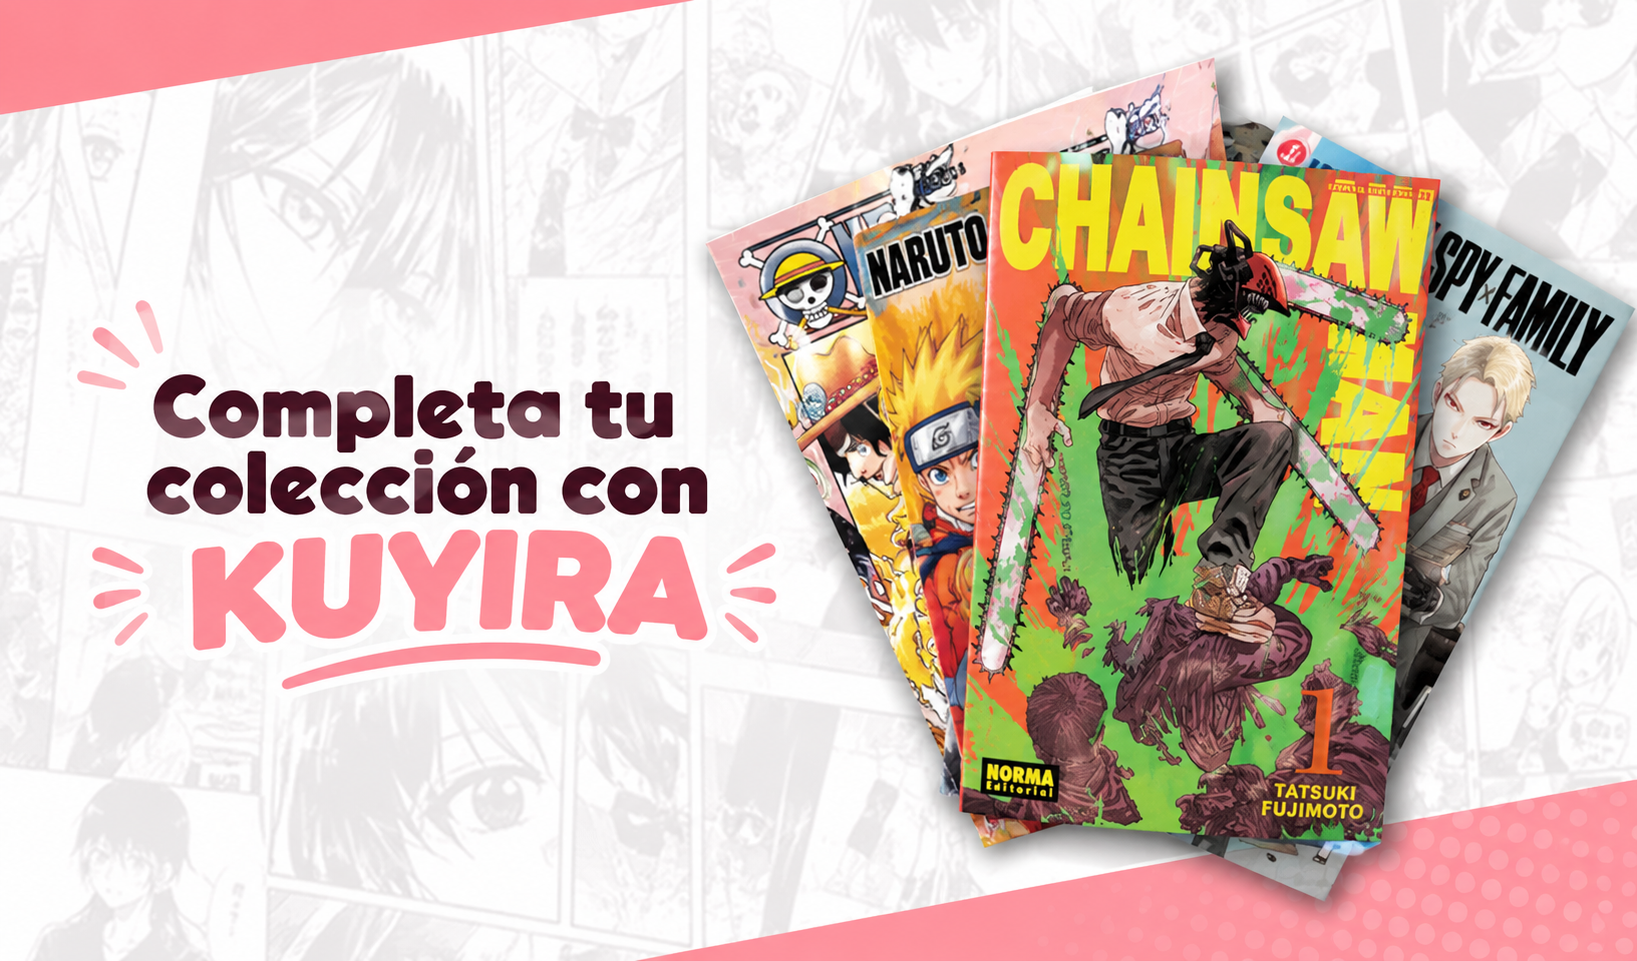 Completa tu
colección con
KUYIRA
NARUTO
CHAINSAW
MAN
SPY×FAMILY
1
TATSUKI
FUJIMOTO
NORMA
Editorial